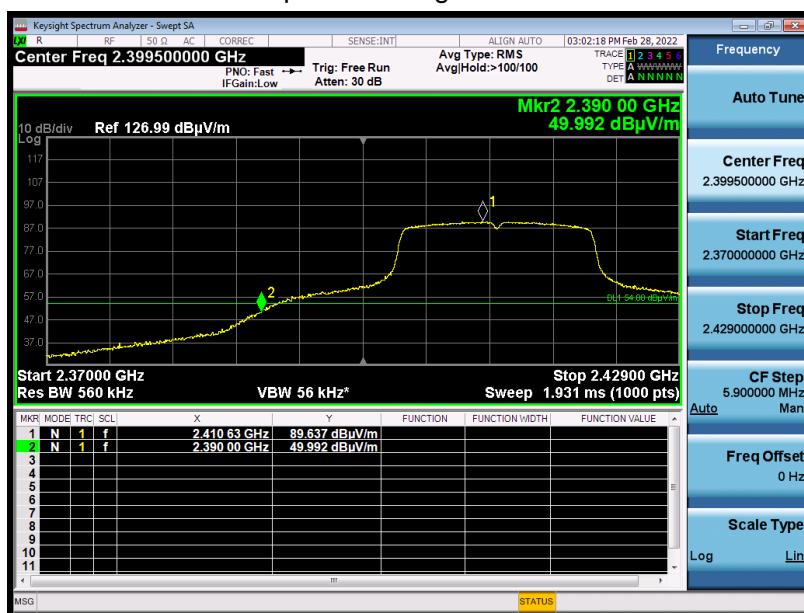 Keysight Spectrum Analyzer - Swept SA
LXI R RF 50 Ω AC CORREC SENSE:INT ALIGN AUTO 03:02:18 PM Feb 28, 2022
Center Freq 2.399500000 GHz
PNO: Fast
IFGain:Low
Trig: Free Run
Atten: 30 dB
Avg Type: RMS
Avg|Hold:>100/100
TRACE 1 2 3 4 5 6
TYPE A WWWWW
DET A N N N N N
Mkr2 2.390 00 GHz
49.992 dBµV/m
10 dB/div Ref 126.99 dBµV/m
Log
117
107
97.0
87.0
77.0
67.0
57.0
47.0
37.0
1
2
DL1 54.00 dBµV/m
Start 2.37000 GHz Stop 2.42900 GHz
Res BW 560 kHz VBW 56 kHz* Sweep 1.931 ms (1000 pts)
MKR MODE TRC SCL X Y FUNCTION FUNCTION WIDTH FUNCTION VALUE
1 N 1 f 2.410 63 GHz 89.637 dBµV/m
2 N 1 f 2.390 00 GHz 49.992 dBµV/m
3
4
5
6
7
8
9
10
11
MSG STATUS
Frequency
Auto Tune
Center Freq
2.399500000 GHz
Start Freq
2.370000000 GHz
Stop Freq
2.429000000 GHz
CF Step
5.900000 MHz
Auto Man
Freq Offset
0 Hz
Scale Type
Log Lin